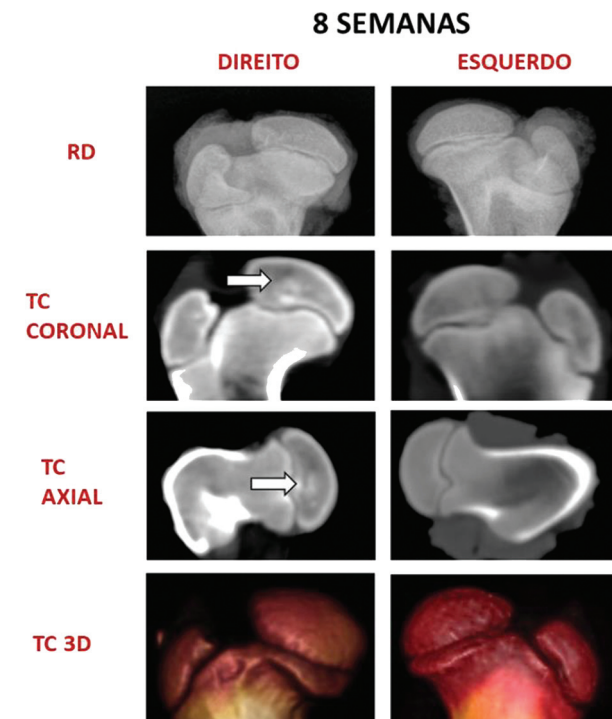 8 SEMANAS
DIREITO
ESQUERDO
RD
TC
CORONAL
TC
AXIAL
TC 3D